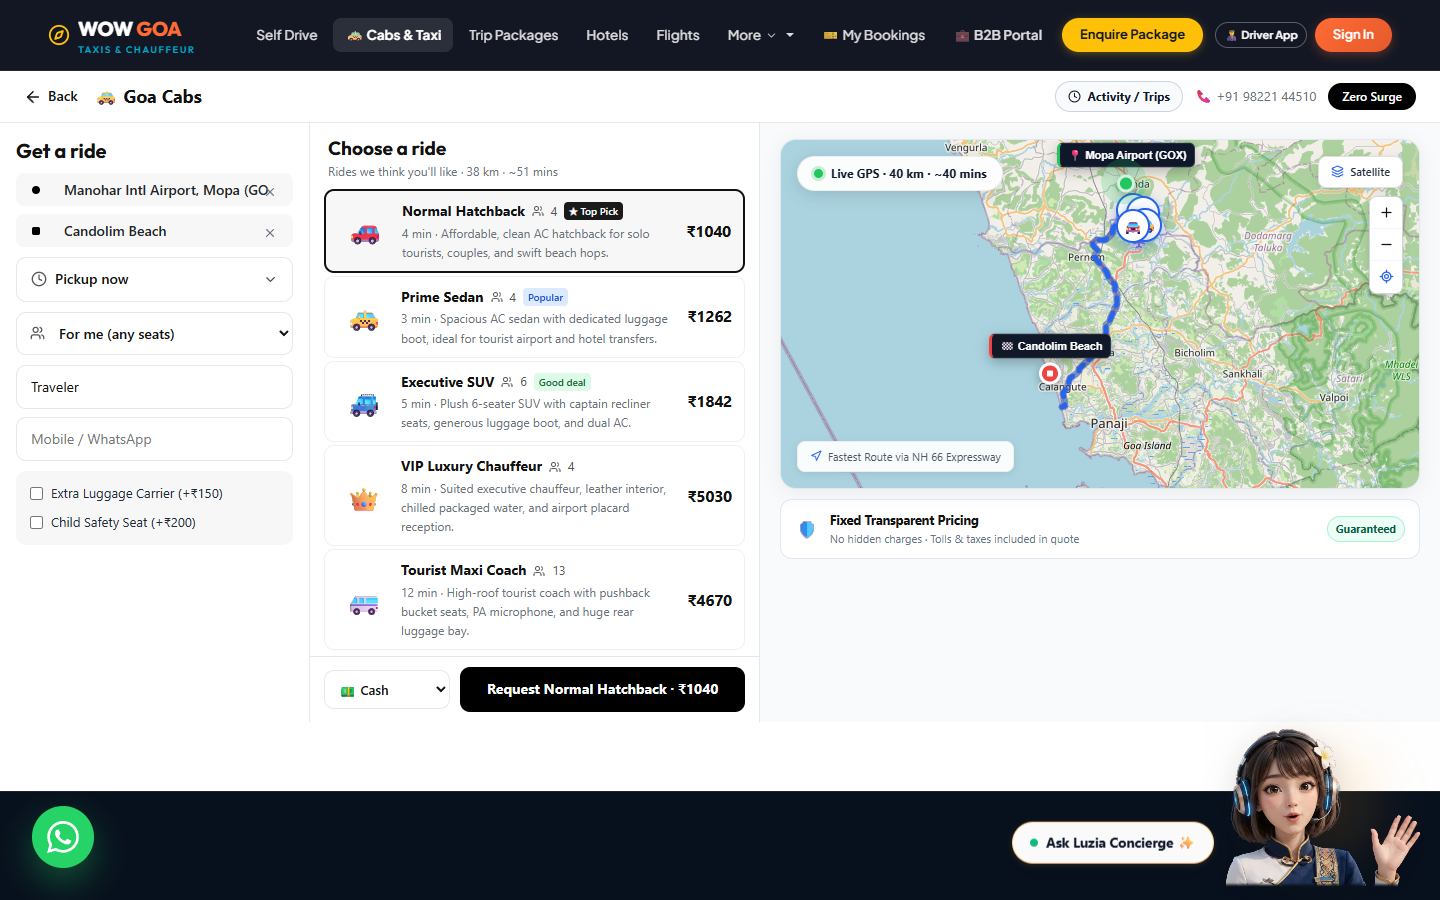 WOW GOA
TAXIS & CHAUFFEUR
Self Drive
Cabs & Taxi
Trip Packages
Hotels
Flights
More
My Bookings
B2B Portal
Enquire Package
Driver App
Sign In
Back
Goa Cabs
Activity / Trips
+91 98221 44510
Zero Surge
Get a ride
Manohar Intl Airport, Mopa (GO
Candolim Beach
Pickup now
For me (any seats)
Traveler
Mobile / WhatsApp
Extra Luggage Carrier (+₹150)
Child Safety Seat (+₹200)
Choose a ride
Rides we think you'll like · 38 km · ~51 mins
Normal Hatchback 4 ★ Top Pick
4 min · Affordable, clean AC hatchback for solo
tourists, couples, and swift beach hops.
₹1040
Prime Sedan 4 Popular
3 min · Spacious AC sedan with dedicated luggage
boot, ideal for tourist airport and hotel transfers.
₹1262
Executive SUV 6 Good deal
5 min · Plush 6-seater SUV with captain recliner
seats, generous luggage boot, and dual AC.
₹1842
VIP Luxury Chauffeur 4
8 min · Suited executive chauffeur, leather interior,
chilled packaged water, and airport placard
reception.
₹5030
Tourist Maxi Coach 13
12 min · High-roof tourist coach with pushback
bucket seats, PA microphone, and huge rear
luggage bay.
₹4670
Cash
Request Normal Hatchback · ₹1040
Vengurla
Mopa Airport (GOX)
Live GPS · 40 km · ~40 mins
Satellite
+
−
Dodamarg
Taluka
Pernem
Candolim Beach
Bicholim
Sankhali
Satari
Mhadei
WLS
Calangute
Valpoi
Panaji
Goa Island
Fastest Route via NH 66 Expressway
Fixed Transparent Pricing
No hidden charges · Tolls & taxes included in quote
Guaranteed
Ask Luzia Concierge